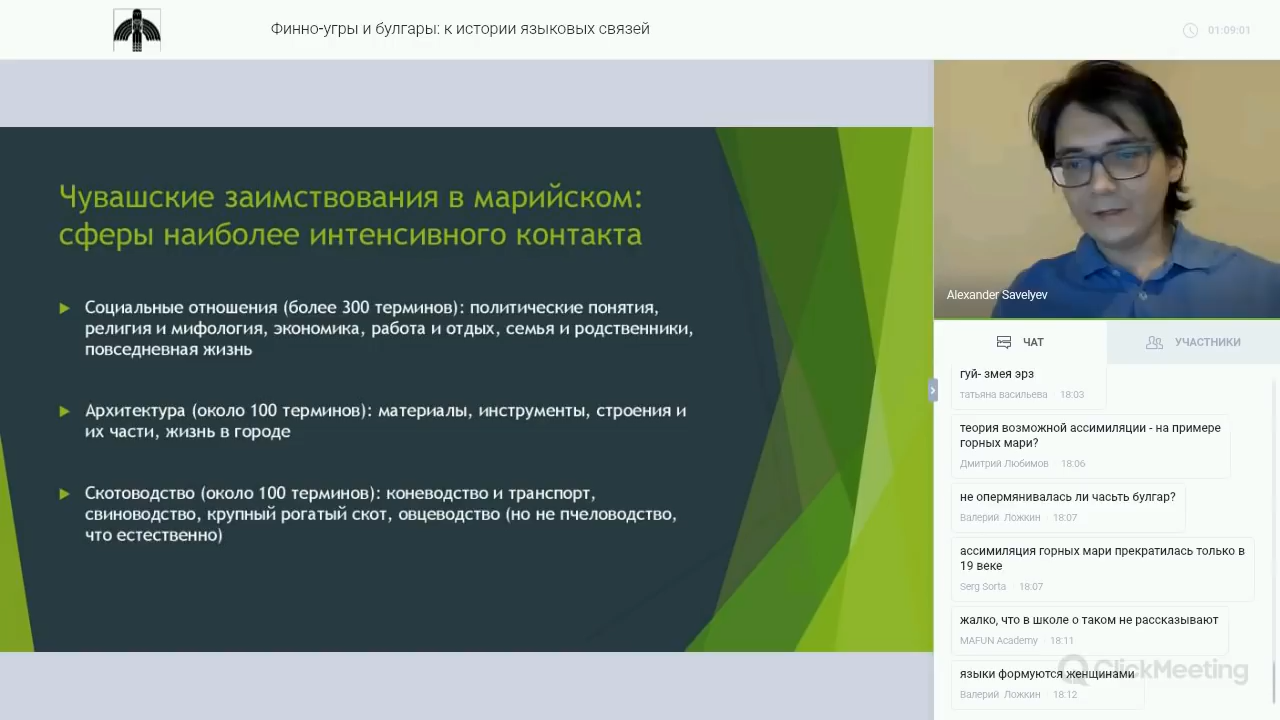 Финно-угры и булгары: к истории языковых связей
01:09:01
Чувашские заимствования в марийском:
сферы наиболее интенсивного контакта
Социальные отношения (более 300 терминов): политические понятия,
религия и мифология, экономика, работа и отдых, семья и родственники,
повседневная жизнь
Архитектура (около 100 терминов): материалы, инструменты, строения и
их части, жизнь в городе
Скотоводство (около 100 терминов): коневодство и транспорт,
свиноводство, крупный рогатый скот, овцеводство (но не пчеловодство,
что естественно)
Alexander Savelyev
ЧАТ
УЧАСТНИКИ
гуй- змея эрз
татьяна васильева · 18:03
теория возможной ассимиляции - на примере
горных мари?
Дмитрий Любимов · 18:06
не опермянивалась ли часьть булгар?
Валерий Ложкин · 18:07
ассимиляция горных мари прекратилась только в
19 веке
Serg Sorta · 18:07
жалко, что в школе о таком не рассказывают
MAFUN Academy · 18:11
языки формуются женщинами
Валерий Ложкин · 18:12
ClickMeeting